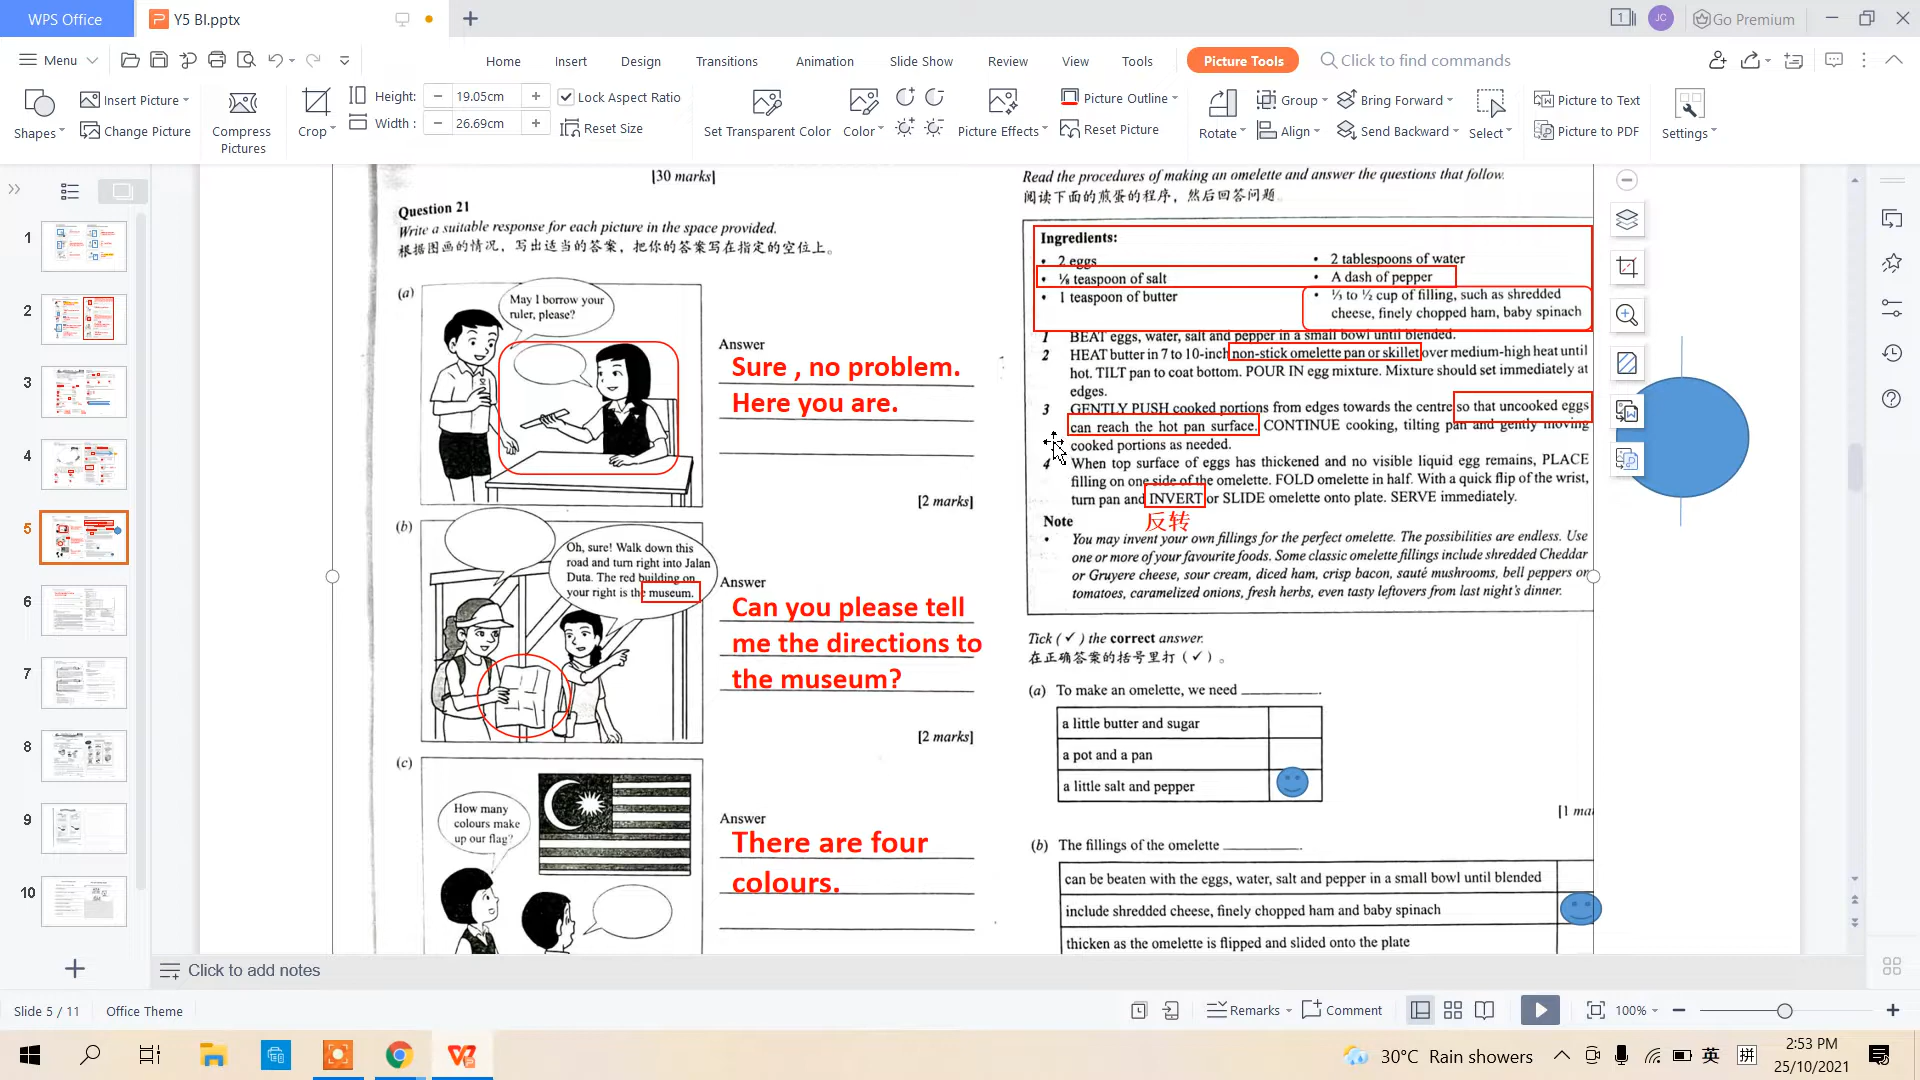 WPS Office
Y5 BI.pptx
1
JC
Go Premium
Menu
Home
Insert
Design
Transitions
Animation
Slide Show
Review
View
Tools
Picture Tools
Click to find commands
Shapes
Insert Picture
Change Picture
Compress Pictures
Crop
Height:
19.05cm
Width :
26.69cm
Lock Aspect Ratio
Reset Size
Set Transparent Color
Color
Picture Effects
Picture Outline
Reset Picture
Rotate
Group
Align
Bring Forward
Send Backward
Select
Picture to Text
Picture to PDF
Settings
1
2
3
4
5
6
7
8
9
10
[30 marks]
Question 21
Write a suitable response for each picture in the space provided.
根据图画的情况，写出适当的答案，把你的答案写在指定的空位上。
(a)
May I borrow your
ruler, please?
Answer
Sure , no problem.
Here you are.
[2 marks]
(b)
Oh, sure! Walk down this
road and turn right into Jalan
Duta. The red building on
your right is the museum.
Answer
Can you please tell
me the directions to
the museum?
[2 marks]
(c)
How many
colours make
up our flag?
Answer
There are four
colours.
Read the procedures of making an omelette and answer the questions that follow.
阅读下面的煎蛋的程序，然后回答问题。
Ingredients:
• 2 eggs
• 2 tablespoons of water
• ⅛ teaspoon of salt
• A dash of pepper
• 1 teaspoon of butter
• ⅓ to ½ cup of filling, such as shredded
cheese, finely chopped ham, baby spinach
1 BEAT eggs, water, salt and pepper in a small bowl until blended.
2 HEAT butter in 7 to 10-inch non-stick omelette pan or skillet over medium-high heat until
hot. TILT pan to coat bottom. POUR IN egg mixture. Mixture should set immediately at
edges.
3 GENTLY PUSH cooked portions from edges towards the centre so that uncooked eggs
can reach the hot pan surface. CONTINUE cooking, tilting pan and gently moving
cooked portions as needed.
4 When top surface of eggs has thickened and no visible liquid egg remains, PLACE
filling on one side of the omelette. FOLD omelette in half. With a quick flip of the wrist,
turn pan and INVERT or SLIDE omelette onto plate. SERVE immediately.
反转
Note
• You may invent your own fillings for the perfect omelette. The possibilities are endless. Use
one or more of your favourite foods. Some classic omelette fillings include shredded Cheddar
or Gruyere cheese, sour cream, diced ham, crisp bacon, sauté mushrooms, bell peppers or
tomatoes, caramelized onions, fresh herbs, even tasty leftovers from last night's dinner.
Tick (✓) the correct answer.
在正确答案的括号里打（✓）。
(a) To make an omelette, we need ________.
a little butter and sugar
a pot and a pan
a little salt and pepper
[1 mar
(b) The fillings of the omelette ________.
can be beaten with the eggs, water, salt and pepper in a small bowl until blended
include shredded cheese, finely chopped ham and baby spinach
thicken as the omelette is flipped and slided onto the plate
Click to add notes
Slide 5 / 11
Office Theme
Remarks
Comment
100%
30°C Rain showers
英
拼
2:53 PM
25/10/2021